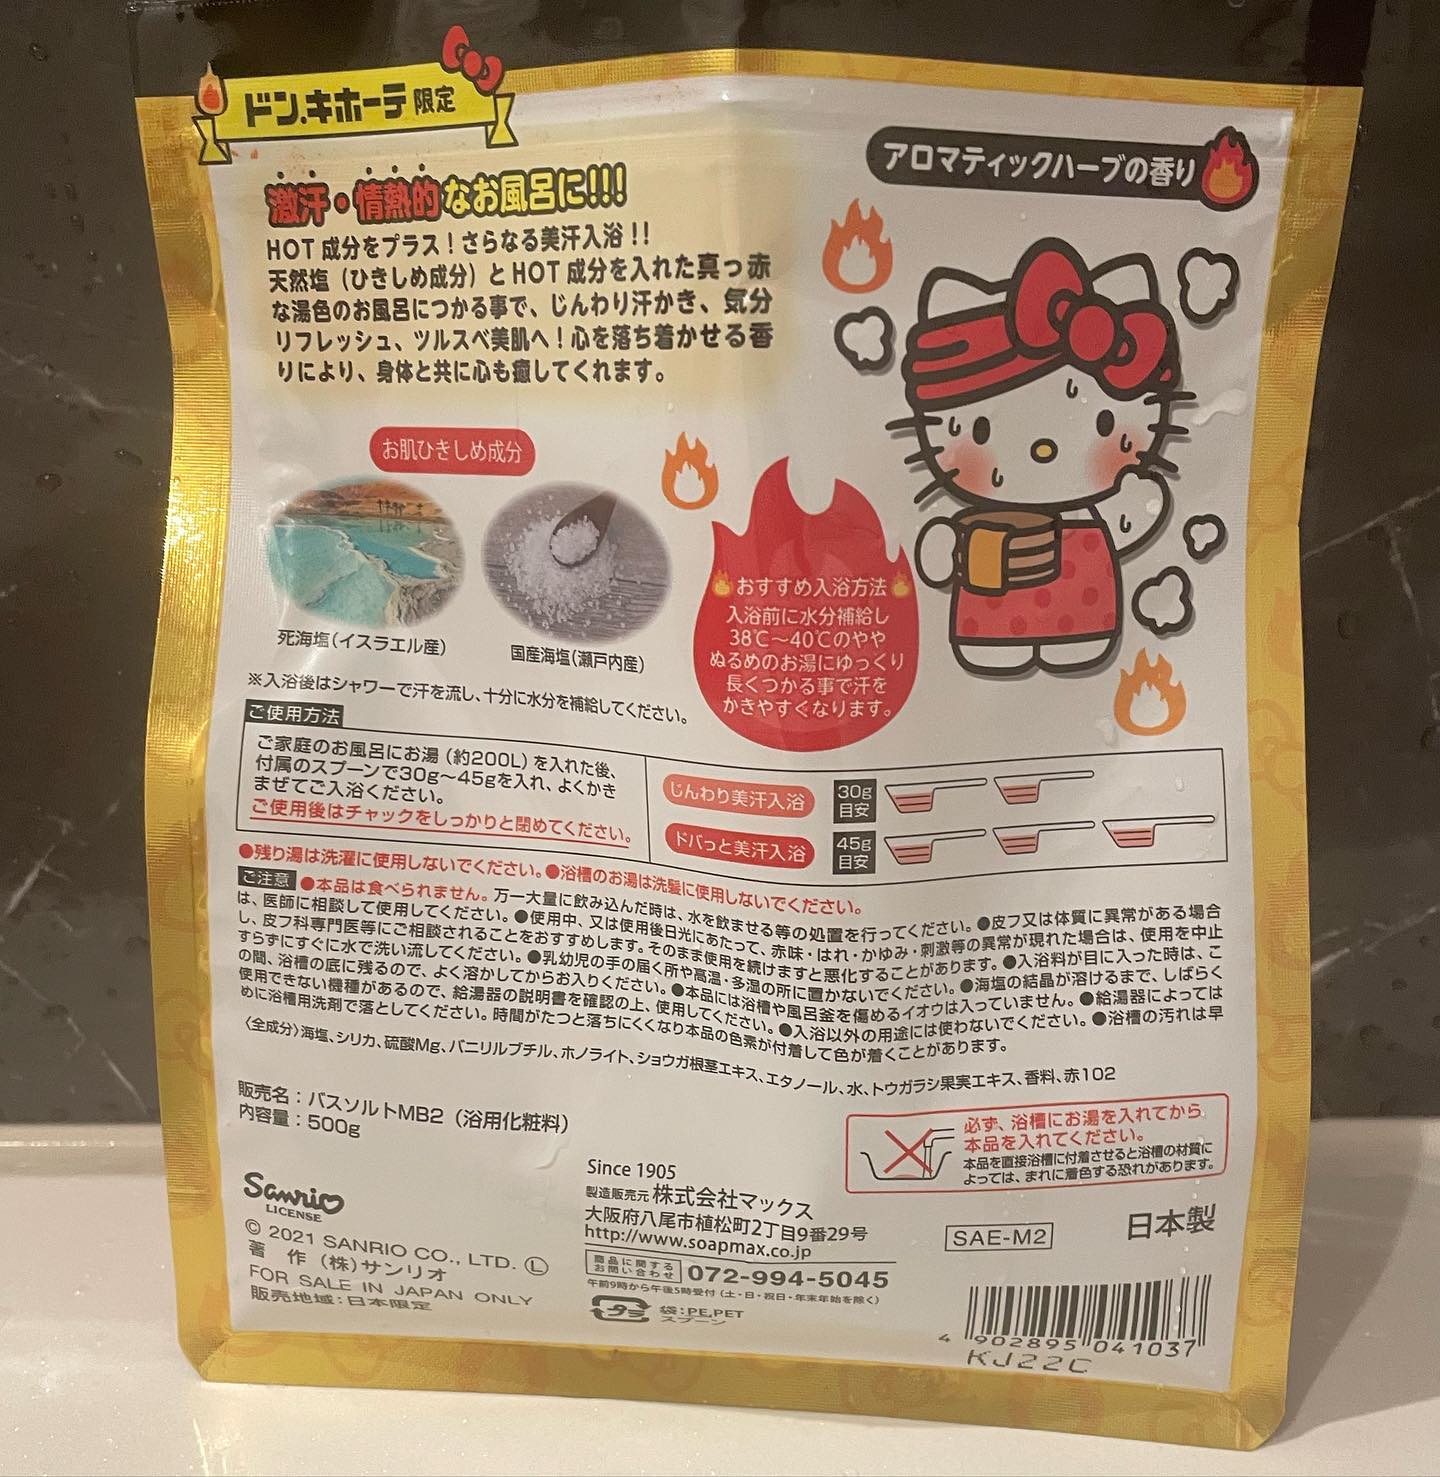 ドン.キホーテ 限定
アロマティックハーブの香り
激汗・情熱的なお風呂に!!!
HOT 成分をプラス！さらなる美汗入浴!!
天然塩（ひきしめ成分）とHOT 成分を入れた真っ赤
な湯色のお風呂につかる事で、じんわり汗かき、気分
リフレッシュ、ツルスベ美肌へ！心を落ち着かせる香
りにより、身体と共に心も癒してくれます。
お肌ひきしめ成分
死海塩(イスラエル産)
国産海塩(瀬戸内産)
※入浴後はシャワーで汗を流し、十分に水分を補給してください。
おすすめ入浴方法
入浴前に水分補給し
38℃〜40℃のやや
ぬるめのお湯にゆっくり
長くつかる事で汗を
かきやすくなります。
ご使用方法
ご家庭のお風呂にお湯（約200L）を入れた後、
付属のスプーンで30g〜45gを入れ、よくかき
まぜてご入浴ください。
ご使用後はチャックをしっかりと閉めてください。
じんわり美汗入浴
30g
目安
ドバっと美汗入浴
45g
目安
●残り湯は洗濯に使用しないでください。●浴槽のお湯は洗髪に使用しないでください。
ご注意 ●本品は食べられません。万一大量に飲み込んだ時は、水を飲ませる等の処置を行ってください。●皮フ又は体質に異常がある場合
は、医師に相談して使用してください。●使用中、又は使用後日光にあたって、赤味・はれ・かゆみ・刺激等の異常が現れた場合は、使用を中止
し、皮フ科専門医等にご相談されることをおすすめします。そのまま使用を続けますと悪化することがあります。●入浴料が目に入った時は、こ
すらずにすぐに水で洗い流してください。●乳幼児の手の届く所や高温・多湿の所に置かないでください。●海塩の結晶が溶けるまで、しばらく
の間、浴槽の底に残るので、よく溶かしてからお入りください。●本品には浴槽や風呂釜を傷めるイオウは入っていません。●給湯器によっては
使用できない機種があるので、給湯器の説明書を確認の上、使用してください。●入浴以外の用途には使わないでください。●浴槽の汚れは早
めに浴槽用洗剤で落としてください。時間がたつと落ちにくくなり本品の色素が付着して色が着くことがあります。
〈全成分〉海塩、シリカ、硫酸Mg、バニリルブチル、ホノライト、ショウガ根茎エキス、エタノール、水、トウガラシ果実エキス、香料、赤102
販売名：バスソルトMB2（浴用化粧料）
内容量：500g
必ず、浴槽にお湯を入れてから
本品を入れてください。
本品を直接浴槽に付着させると浴槽の材質に
よっては、まれに着色する恐れがあります。
Sanrio
LICENSE
© 2021 SANRIO CO., LTD. Ⓛ
著 作 (株)サンリオ
FOR SALE IN JAPAN ONLY
販売地域:日本限定
Since 1905
製造販売元 株式会社マックス
大阪府八尾市植松町2丁目9番29号
http://www.soapmax.co.jp
商品に関する
お問い合わせ 072-994-5045
午前9時から午後5時受付（土・日・祝日・年末年始を除く）
プラ
袋:PE,PET
スプーン
SAE-M2
日本製
4 902895 041037
KJ22C